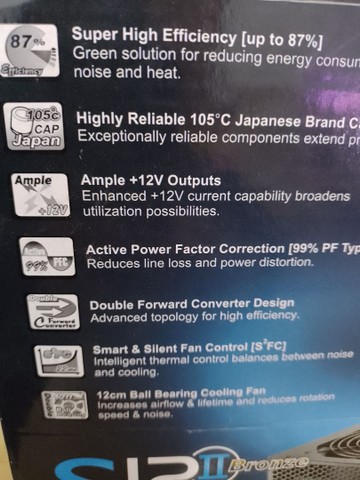 87%
Efficiency
Super High Efficiency [up to 87%]
Green solution for reducing energy consum
noise and heat.
105°c
CAP
Japan
Highly Reliable 105°C Japanese Brand Ca
Exceptionally reliable components extend pr
Ample
+12V
Ample +12V Outputs
Enhanced +12V current capability broadens
utilization possibilities.
99% PFC
Active Power Factor Correction [99% PF Typ
Reduces line loss and power distortion.
Double
Forward
Converter
Double Forward Converter Design
Advanced topology for high efficiency.
Smart & Silent Fan Control [S²FC]
Intelligent thermal control balances between noise
and cooling.
12cm Ball Bearing Cooling Fan
Increases airflow & lifetime and reduces rotation
speed & noise.
II Bronze